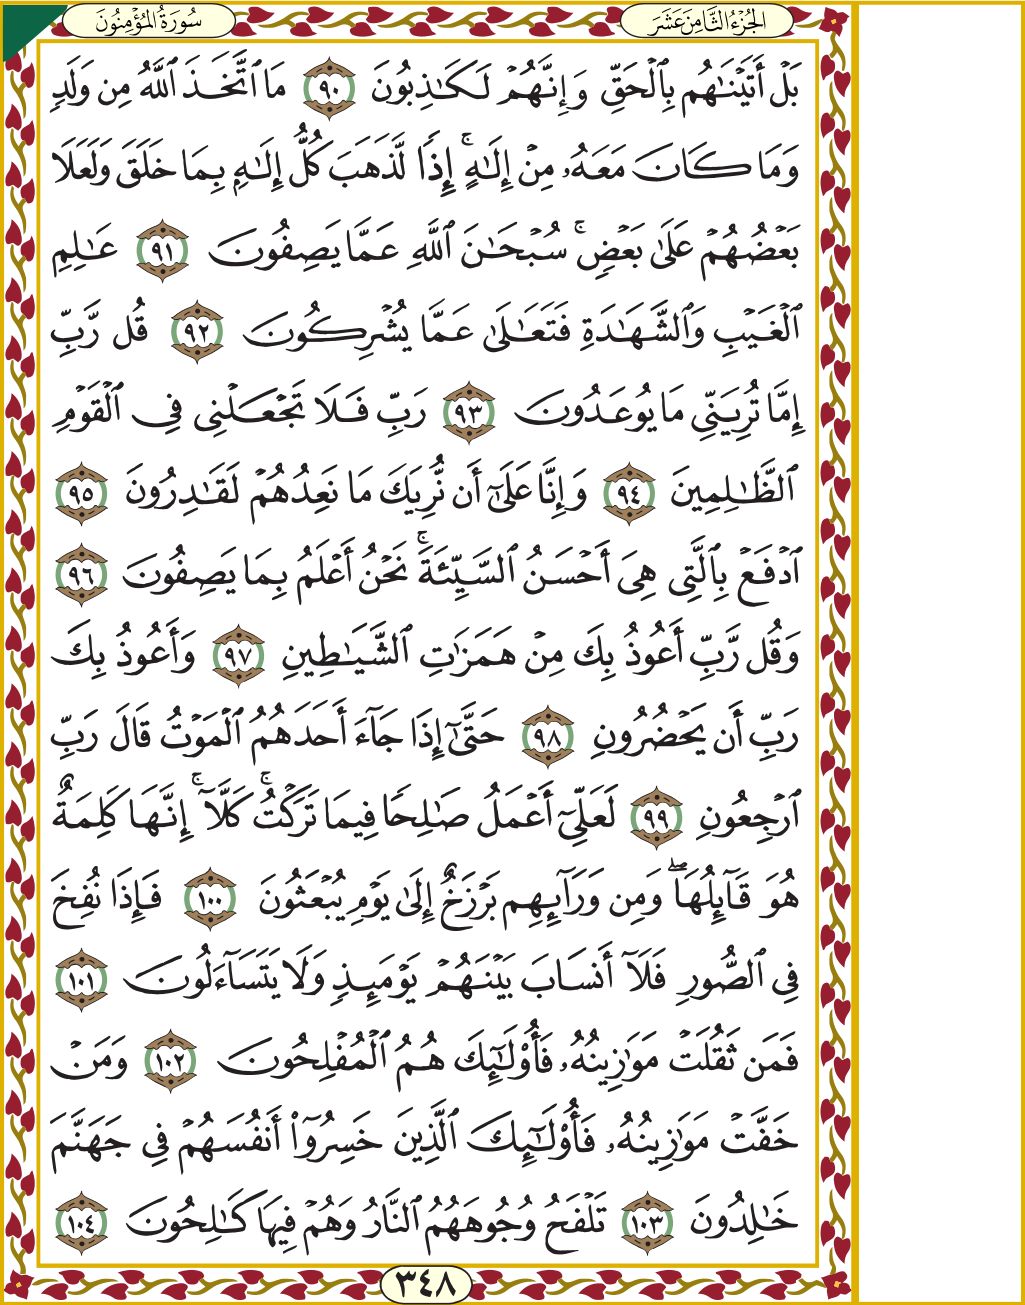 الجُزْءُ الثَّامِنَ عَشَرَ
سُورَةُ المُؤْمِنُونَ
بَلْ أَتَيْنَٰهُم بِٱلْحَقِّ وَإِنَّهُمْ لَكَٰذِبُونَ ٩٠ مَا ٱتَّخَذَ ٱللَّهُ مِن وَلَدٍ
وَمَا كَانَ مَعَهُۥ مِنْ إِلَٰهٍ ۚ إِذًا لَّذَهَبَ كُلُّ إِلَٰهٍۭ بِمَا خَلَقَ وَلَعَلَا
بَعْضُهُمْ عَلَىٰ بَعْضٍ ۚ سُبْحَٰنَ ٱللَّهِ عَمَّا يَصِفُونَ ٩١ عَٰلِمِ
ٱلْغَيْبِ وَٱلشَّهَٰدَةِ فَتَعَٰلَىٰ عَمَّا يُشْرِكُونَ ٩٢ قُل رَّبِّ
إِمَّا تُرِيَنِّي مَا يُوعَدُونَ ٩٣ رَبِّ فَلَا تَجْعَلْنِي فِي ٱلْقَوْمِ
ٱلظَّٰلِمِينَ ٩٤ وَإِنَّا عَلَىٰٓ أَن نُّرِيَكَ مَا نَعِدُهُمْ لَقَٰدِرُونَ ٩٥
ٱدْفَعْ بِٱلَّتِي هِيَ أَحْسَنُ ٱلسَّيِّئَةَ ۚ نَحْنُ أَعْلَمُ بِمَا يَصِفُونَ ٩٦
وَقُل رَّبِّ أَعُوذُ بِكَ مِنْ هَمَزَٰتِ ٱلشَّيَٰطِينِ ٩٧ وَأَعُوذُ بِكَ
رَبِّ أَن يَحْضُرُونِ ٩٨ حَتَّىٰٓ إِذَا جَآءَ أَحَدَهُمُ ٱلْمَوْتُ قَالَ رَبِّ
ٱرْجِعُونِ ٩٩ لَعَلِّيٓ أَعْمَلُ صَٰلِحًا فِيمَا تَرَكْتُ ۚ كَلَّآ ۚ إِنَّهَا كَلِمَةٌ
هُوَ قَآئِلُهَا ۖ وَمِن وَرَآئِهِم بَرْزَخٌ إِلَىٰ يَوْمِ يُبْعَثُونَ ١٠٠ فَإِذَا نُفِخَ
فِي ٱلصُّورِ فَلَآ أَنسَابَ بَيْنَهُمْ يَوْمَئِذٍ وَلَا يَتَسَآءَلُونَ ١٠١
فَمَن ثَقُلَتْ مَوَٰزِينُهُۥ فَأُو۟لَٰٓئِكَ هُمُ ٱلْمُفْلِحُونَ ١٠٢ وَمَنْ
خَفَّتْ مَوَٰزِينُهُۥ فَأُو۟لَٰٓئِكَ ٱلَّذِينَ خَسِرُوٓا۟ أَنفُسَهُمْ فِي جَهَنَّمَ
خَٰلِدُونَ ١٠٣ تَلْفَحُ وُجُوهَهُمُ ٱلنَّارُ وَهُمْ فِيهَا كَٰلِحُونَ ١٠٤
٣٤٨